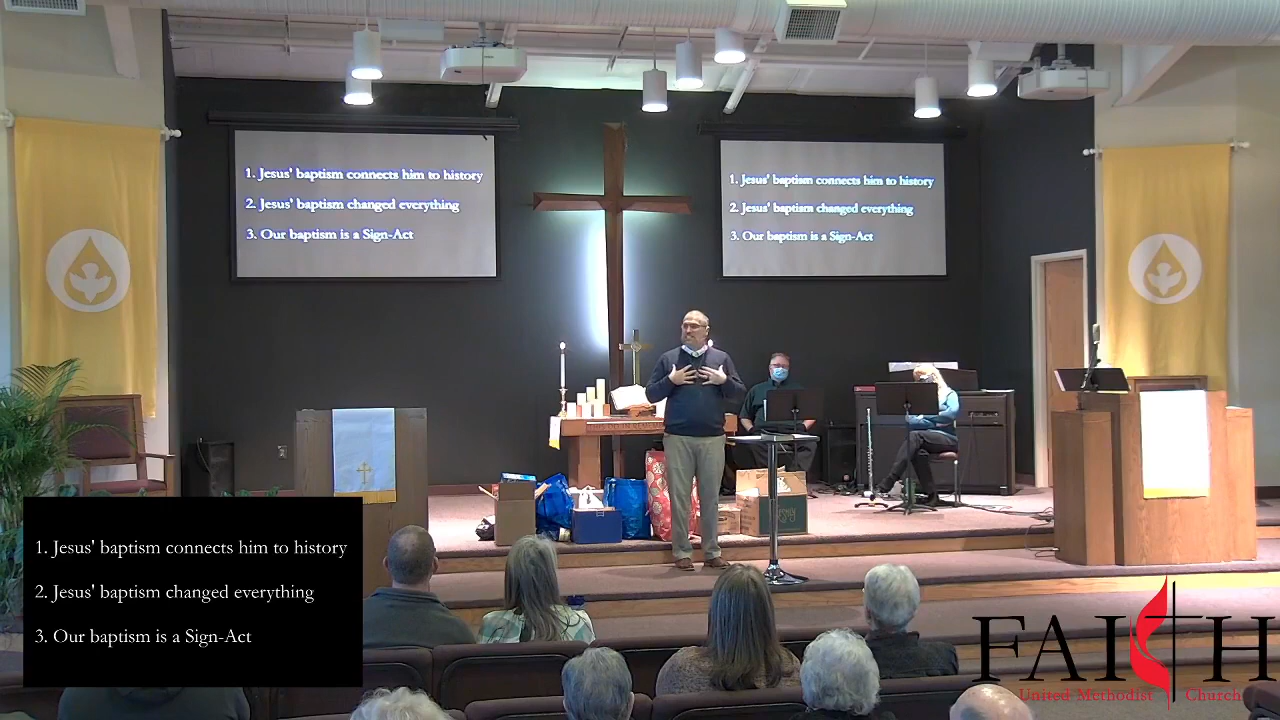 1. Jesus' baptism connects him to history
2. Jesus' baptism changed everything
3. Our baptism is a Sign-Act
1. Jesus' baptism connects him to history
2. Jesus' baptism changed everything
3. Our baptism is a Sign-Act
1. Jesus' baptism connects him to history
2. Jesus' baptism changed everything
3. Our baptism is a Sign-Act
FAITH
United Methodist Church